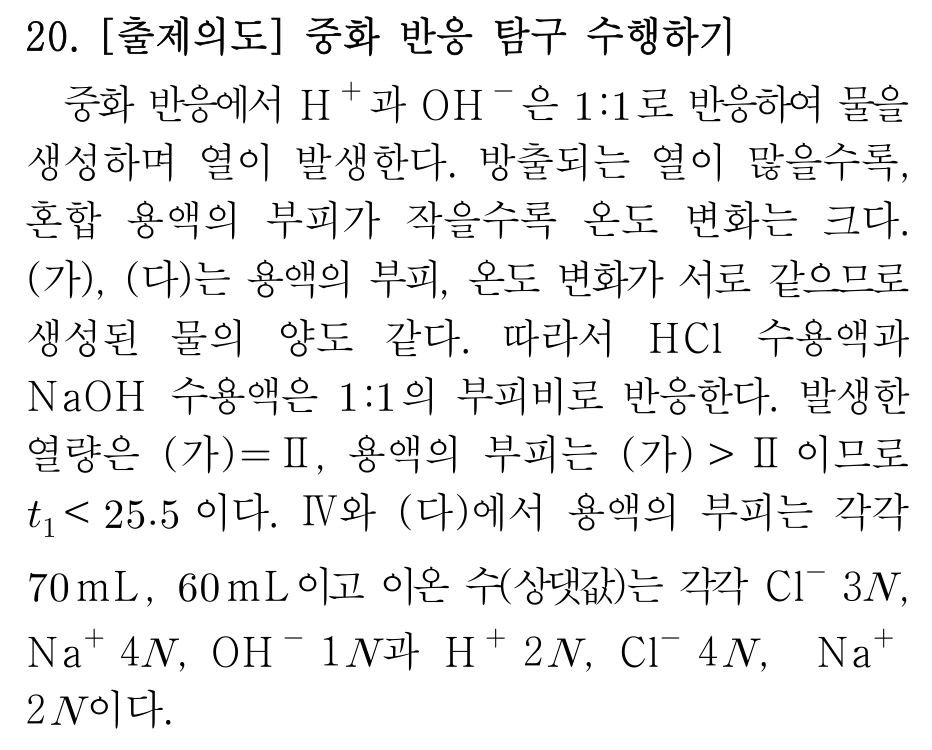 20. [출제의도] 중화 반응 탐구 수행하기
중화 반응에서 H⁺과 OH⁻은 1:1로 반응하여 물을
생성하며 열이 발생한다. 방출되는 열이 많을수록,
혼합 용액의 부피가 작을수록 온도 변화는 크다.
(가), (다)는 용액의 부피, 온도 변화가 서로 같으므로
생성된 물의 양도 같다. 따라서 HCl 수용액과
NaOH 수용액은 1:1의 부피비로 반응한다. 발생한
열량은 (가)=Ⅱ, 용액의 부피는 (가)>Ⅱ이므로
t₁< 25.5 이다. Ⅳ와 (다)에서 용액의 부피는 각각
70mL, 60mL이고 이온 수(상댓값)는 각각 Cl⁻ 3N,
Na⁺ 4N, OH⁻ 1N과 H⁺ 2N, Cl⁻ 4N, Na⁺
2N이다.